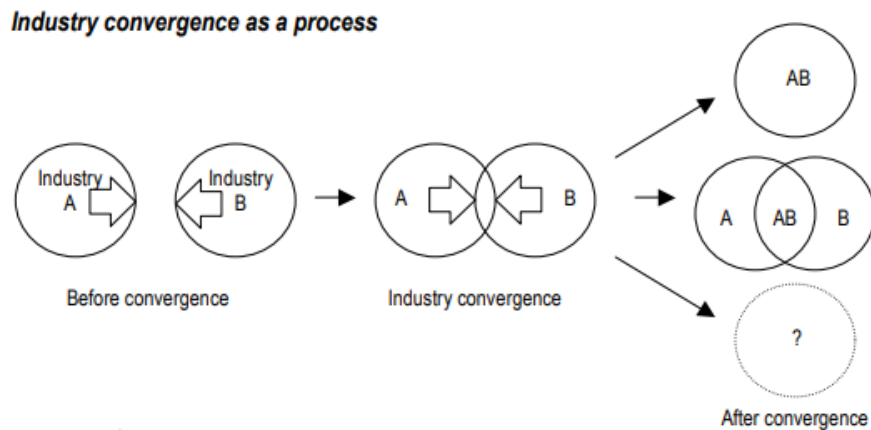 Industry convergence as a process
Industry
A
Industry
B
Before convergence
A
B
Industry convergence
AB
A
AB
B
?
After convergence